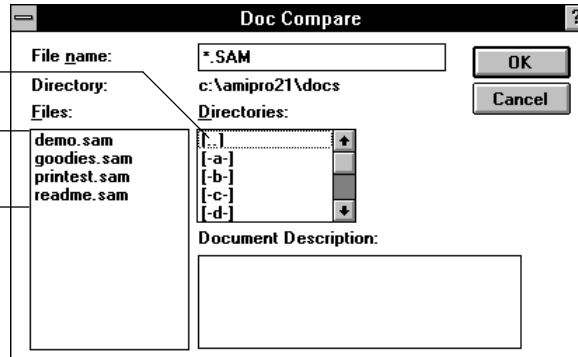 Doc Compare ?
File name: *.SAM OK
Directory: c:\amipro21\docs Cancel
Files: Directories:
demo.sam [..]
goodies.sam [-a-]
printest.sam [-b-]
readme.sam [-c-]
[-d-]
Document Description: